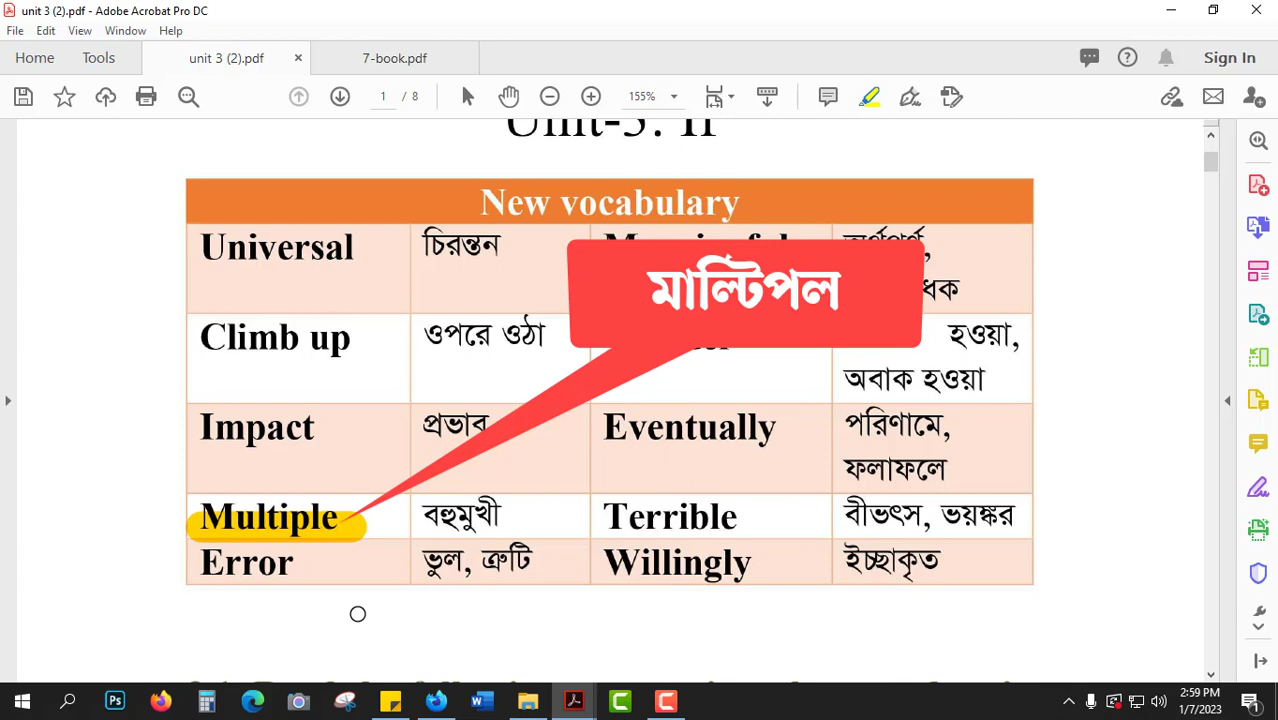 unit 3 (2).pdf - Adobe Acrobat Pro DC
File Edit View Window Help
Home Tools unit 3 (2).pdf × 7-book.pdf Sign In
1 / 8 155%
New vocabulary
Universal চিরন্তন
মাল্টিপল
ধক
Climb up ওপরে ওঠা হওয়া,
অবাক হওয়া
Impact প্রভাব Eventually পরিণামে,
ফলাফলে
Multiple বহুমুখী Terrible বীভৎস, ভয়ঙ্কর
Error ভুল, ত্রুটি Willingly ইচ্ছাকৃত
2:59 PM
1/7/2023